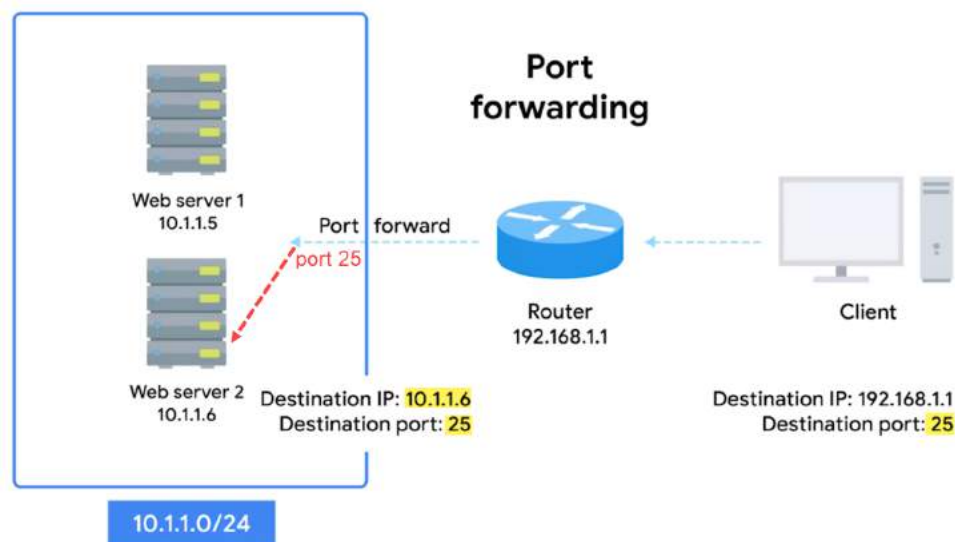 Port
forwarding
Web server 1
10.1.1.5
Port forward
port 25
Router
192.168.1.1
Client
Web server 2
10.1.1.6
Destination IP: 10.1.1.6
Destination port: 25
Destination IP: 192.168.1.1
Destination port: 25
10.1.1.0/24